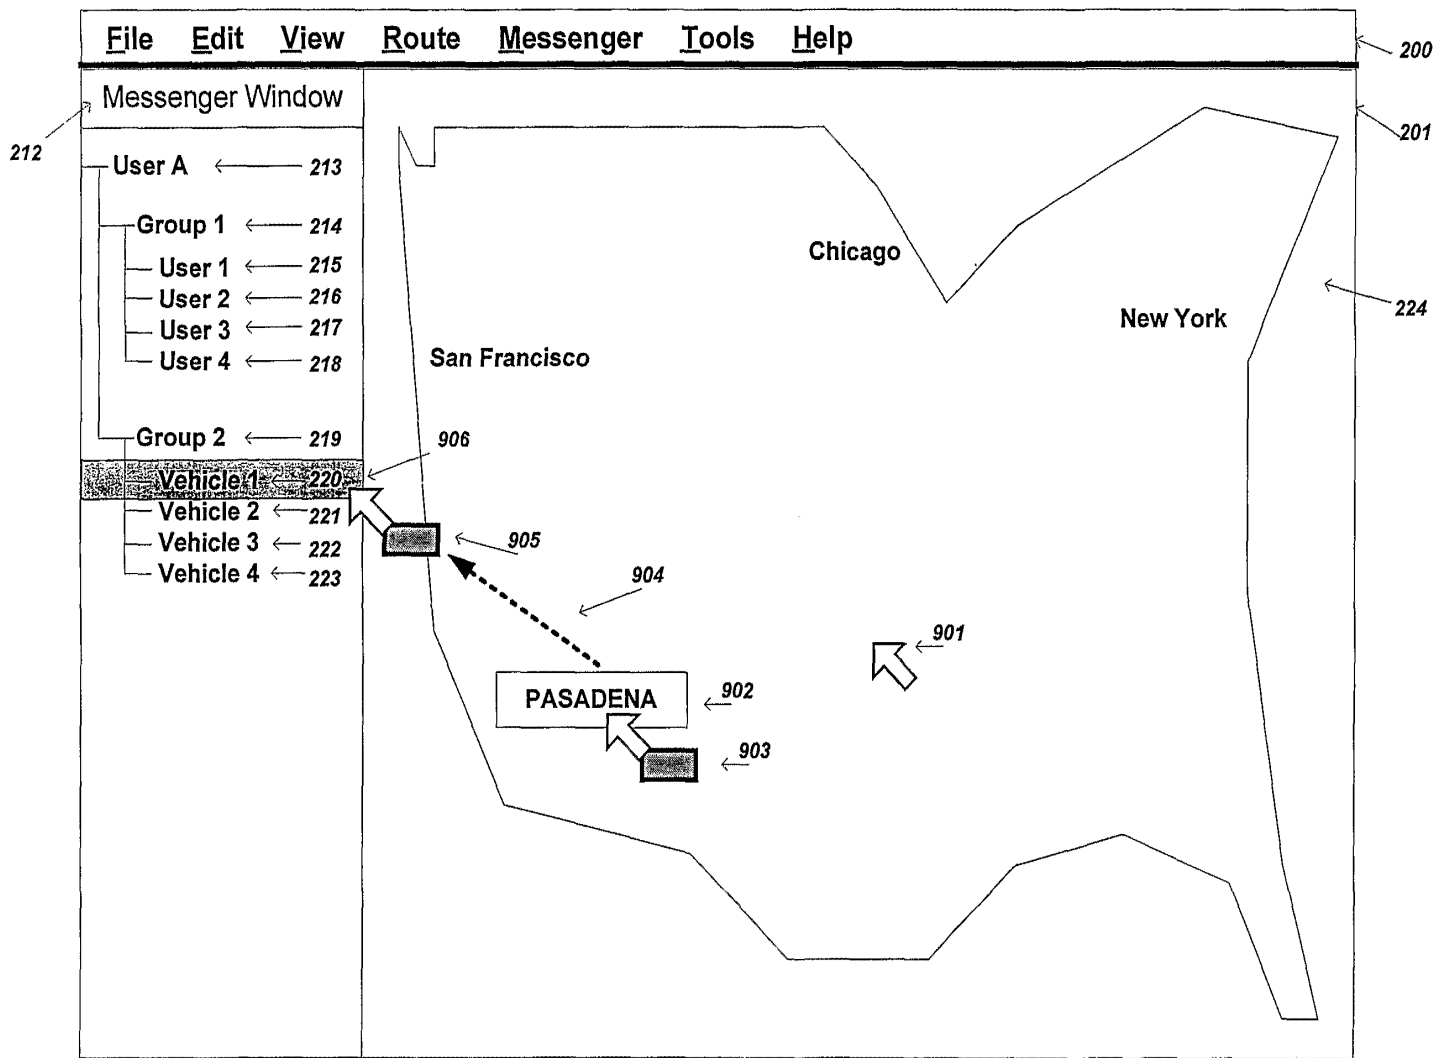 File Edit View Route Messenger Tools Help
200
Messenger Window
201
212
User A 213
Group 1 214
User 1 215
User 2 216
User 3 217
User 4 218
Chicago
New York
224
San Francisco
Group 2 219
906
Vehicle 1 220
Vehicle 2 221
Vehicle 3 222
Vehicle 4 223
905
904
901
PASADENA
902
903